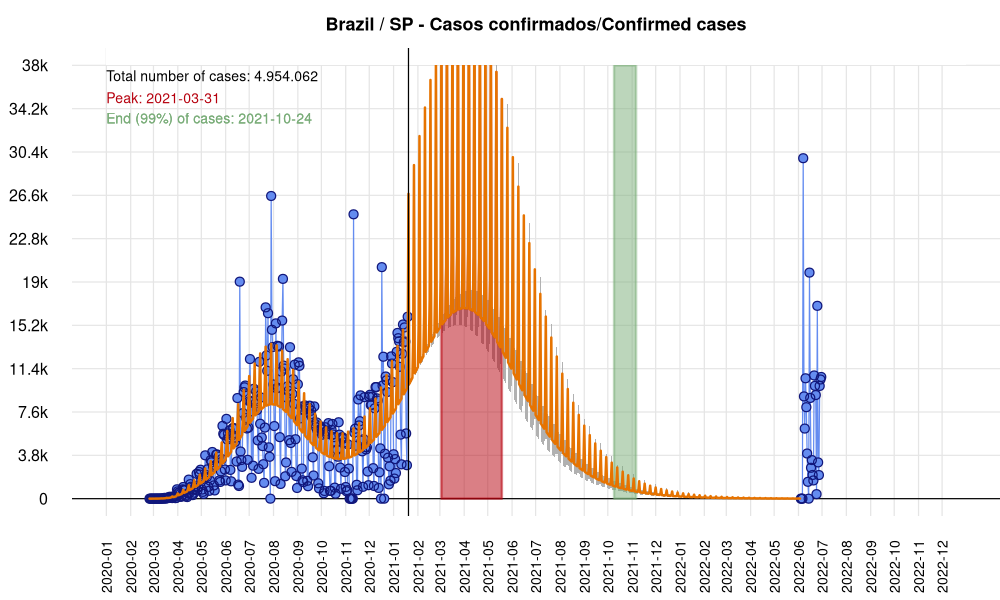 Brazil / SP - Casos confirmados/Confirmed cases
38k
Total number of cases: 4.954.062
Peak: 2021-03-31
34.2k
End (99%) of cases: 2021-10-24
30.4k
26.6k
22.8k
19k
15.2k
11.4k
7.6k
3.8k
0
2020-01
2020-02
2020-03
2020-04
2020-05
2020-06
2020-07
2020-08
2020-09
2020-10
2020-11
2020-12
2021-01
2021-02
2021-03
2021-04
2021-05
2021-06
2021-07
2021-08
2021-09
2021-10
2021-11
2021-12
2022-01
2022-02
2022-03
2022-04
2022-05
2022-06
2022-07
2022-08
2022-09
2022-10
2022-11
2022-12